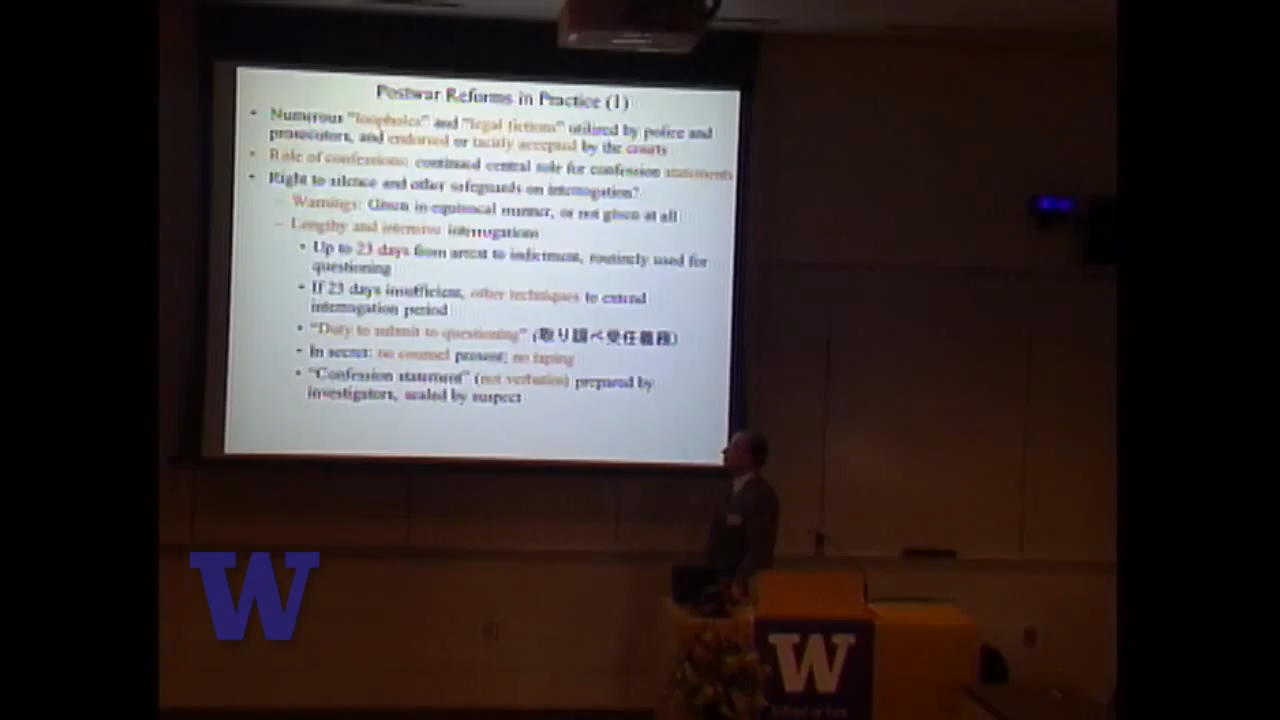 Postwar Reforms in Practice (1)
• Numerous "loopholes" and "legal fictions" utilized by police and
prosecutors, and endorsed or tacitly accepted by the courts
• Role of confessions: continued central role for confession statements
• Right to silence and other safeguards on interrogation?
– Warnings: Given in equivocal manner, or not given at all
– Lengthy and intensive interrogations
• Up to 23 days from arrest to indictment, routinely used for
questioning
• If 23 days insufficient, other techniques to extend
interrogation period
• "Duty to submit to questioning" (取り調べ受任義務)
• In secret: no counsel present; no taping
• "Confession statement" (not verbatim) prepared by
investigators, sealed by suspect
W
W
School of Law